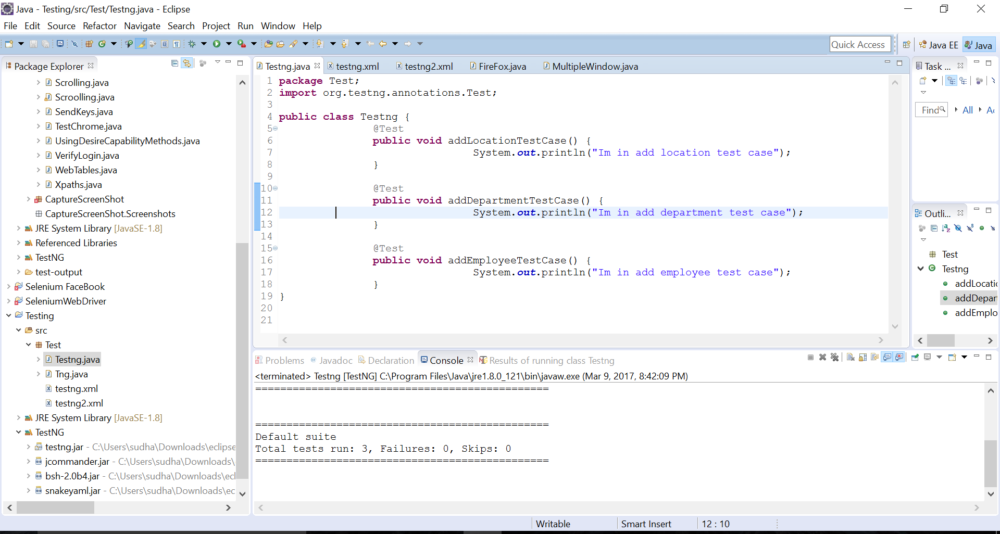 Java - Testing/src/Test/Testng.java - Eclipse
File Edit Source Refactor Navigate Search Project Run Window Help
Quick Access
Java EE
Java
Package Explorer
Scrolling.java
Scroolling.java
SendKeys.java
TestChrome.java
UsingDesireCapabilityMethods.java
VerifyLogin.java
WebTables.java
Xpaths.java
CaptureScreenShot
CaptureScreenShot.Screenshots
JRE System Library [JavaSE-1.8]
Referenced Libraries
TestNG
test-output
Selenium FaceBook
SeleniumWebDriver
Testing
src
Test
Testng.java
Tng.java
testng.xml
testng2.xml
JRE System Library [JavaSE-1.8]
TestNG
testng.jar - C:\Users\sudha\Downloads\eclipse
jcommander.jar - C:\Users\sudha\Downloads\
bsh-2.0b4.jar - C:\Users\sudha\Downloads\ecl
snakeyaml.jar - C:\Users\sudha\Downloads\ec
Testng.java testng.xml testng2.xml FireFox.java MultipleWindow.java
1 package Test;
2 import org.testng.annotations.Test;
3
4 public class Testng {
5 @Test
6 public void addLocationTestCase() {
7 System.out.println("Im in add location test case");
8 }
9
10 @Test
11 public void addDepartmentTestCase() {
12 System.out.println("Im in add department test case");
13 }
14
15 @Test
16 public void addEmployeeTestCase() {
17 System.out.println("Im in add employee test case");
18 }
19 }
20
21
Task ...
Find
All
Ac
Outli...
Test
Testng
addLocatic
addDepar
addEmplo
Problems @ Javadoc Declaration Console Results of running class Testng
<terminated> Testng [TestNG] C:\Program Files\Java\jre1.8.0_121\bin\javaw.exe (Mar 9, 2017, 8:42:09 PM)
===============================================
===============================================
Default suite
Total tests run: 3, Failures: 0, Skips: 0
===============================================
Writable
Smart Insert
12 : 10